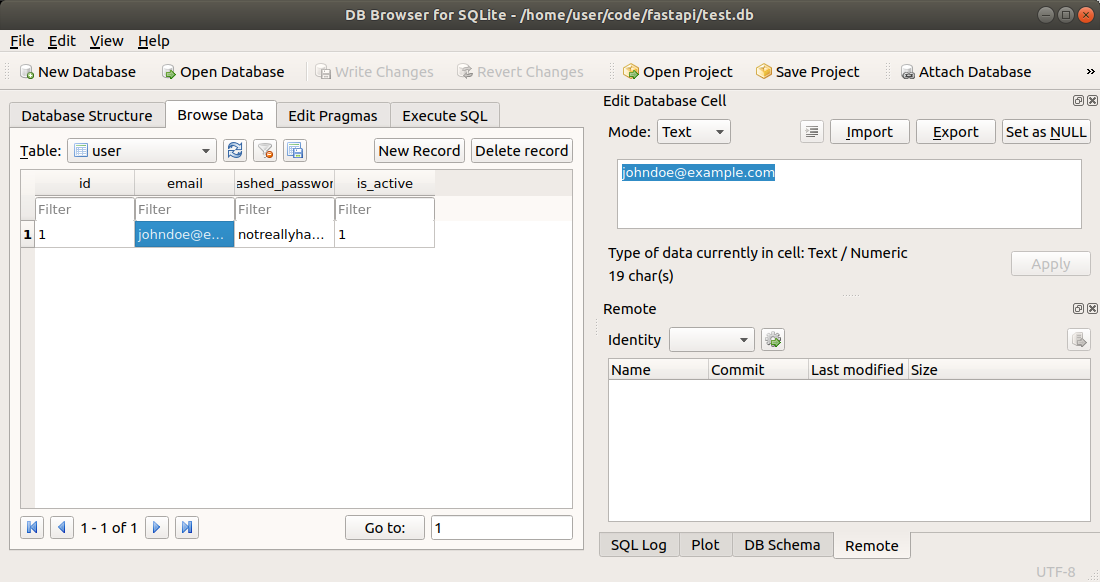 DB Browser for SQLite - /home/user/code/fastapi/test.db
File Edit View Help
New Database Open Database Write Changes Revert Changes Open Project Save Project Attach Database »
Database Structure Browse Data Edit Pragmas Execute SQL
Table: user New Record Delete record
id email ashed_passwor is_active
Filter Filter Filter Filter
1 1 johndoe@e... notreallyha... 1
1 - 1 of 1 Go to: 1
Edit Database Cell
Mode: Text Import Export Set as NULL
johndoe@example.com
Type of data currently in cell: Text / Numeric
19 char(s)
Apply
Remote
Identity
Name Commit Last modified Size
SQL Log Plot DB Schema Remote
UTF-8